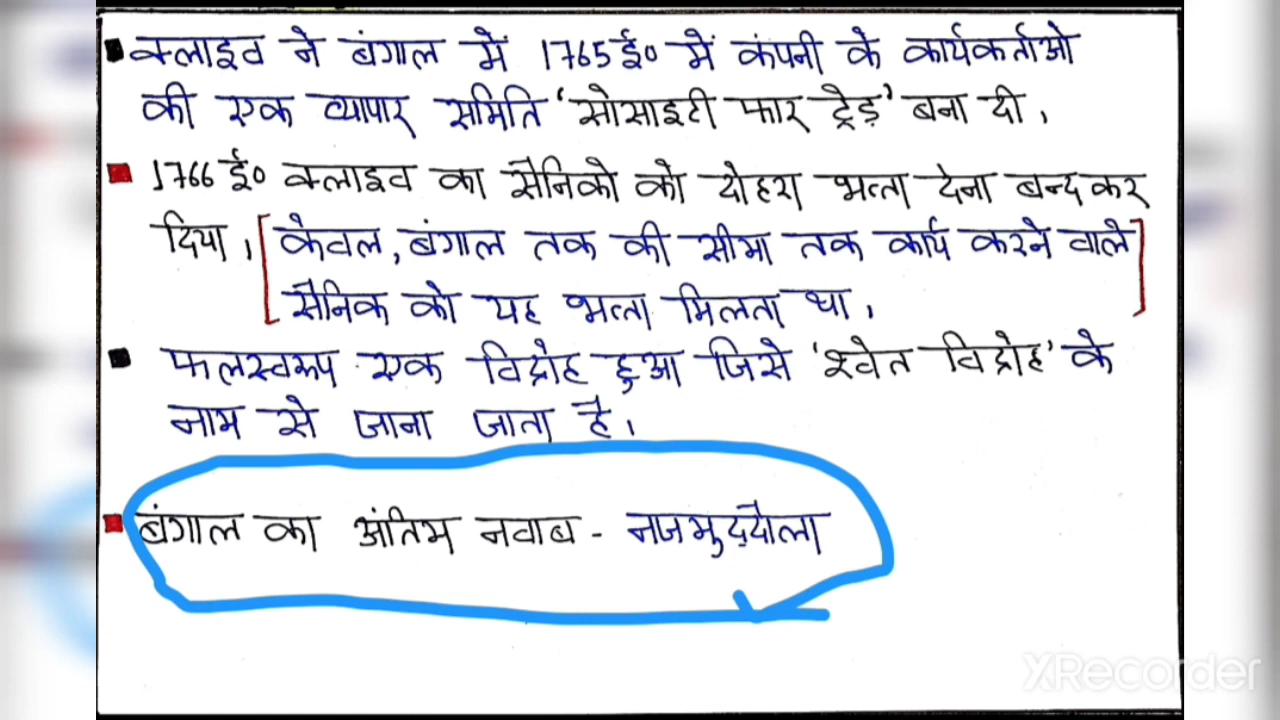 क्लाइव ने बंगाल में 1765 ई० में कंपनी के कार्यकर्ताओ
की एक व्यापार समिति 'सोसाइटी फार ट्रेड़' बना दी।
1766 ई० क्लाइव का सैनिको को दोहरा भत्ता देना बन्द कर
दिया। [केवल, बंगाल तक की सीमा तक कार्य करने वाले
सैनिक को यह भत्ता मिलता था।]
फलस्वरूप एक विद्रोह हुआ जिसे 'श्वेत विद्रोह' के
नाम से जाना जाता है।
बंगाल का अंतिम नवाब - नजमुद्दौला
XRecorder